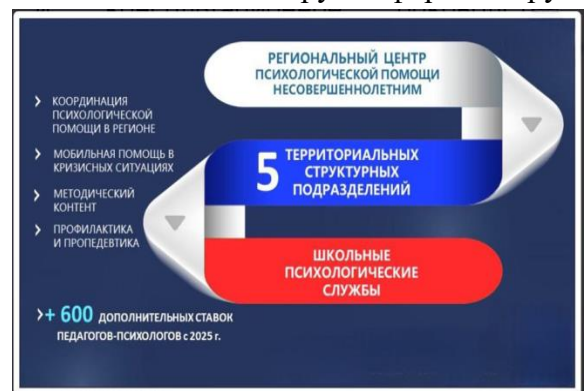 РЕГИОНАЛЬНЫЙ ЦЕНТР
ПСИХОЛОГИЧЕСКОЙ ПОМОЩИ
НЕСОВЕРШЕННОЛЕТНИМ
5 ТЕРРИТОРИАЛЬНЫХ
СТРУКТУРНЫХ
ПОДРАЗДЕЛЕНИЙ
ШКОЛЬНЫЕ
ПСИХОЛОГИЧЕСКИЕ
СЛУЖБЫ
КООРДИНАЦИЯ
ПСИХОЛОГИЧЕСКОЙ
ПОМОЩИ В РЕГИОНЕ
МОБИЛЬНАЯ ПОМОЩЬ В
КРИЗИСНЫХ СИТУАЦИЯХ
МЕТОДИЧЕСКИЙ
КОНТЕНТ
ПРОФИЛАКТИКА
И ПРОПЕДЕВТИКА
+ 600 ДОПОЛНИТЕЛЬНЫХ СТАВОК
ПЕДАГОГОВ-ПСИХОЛОГОВ с 2025 г.